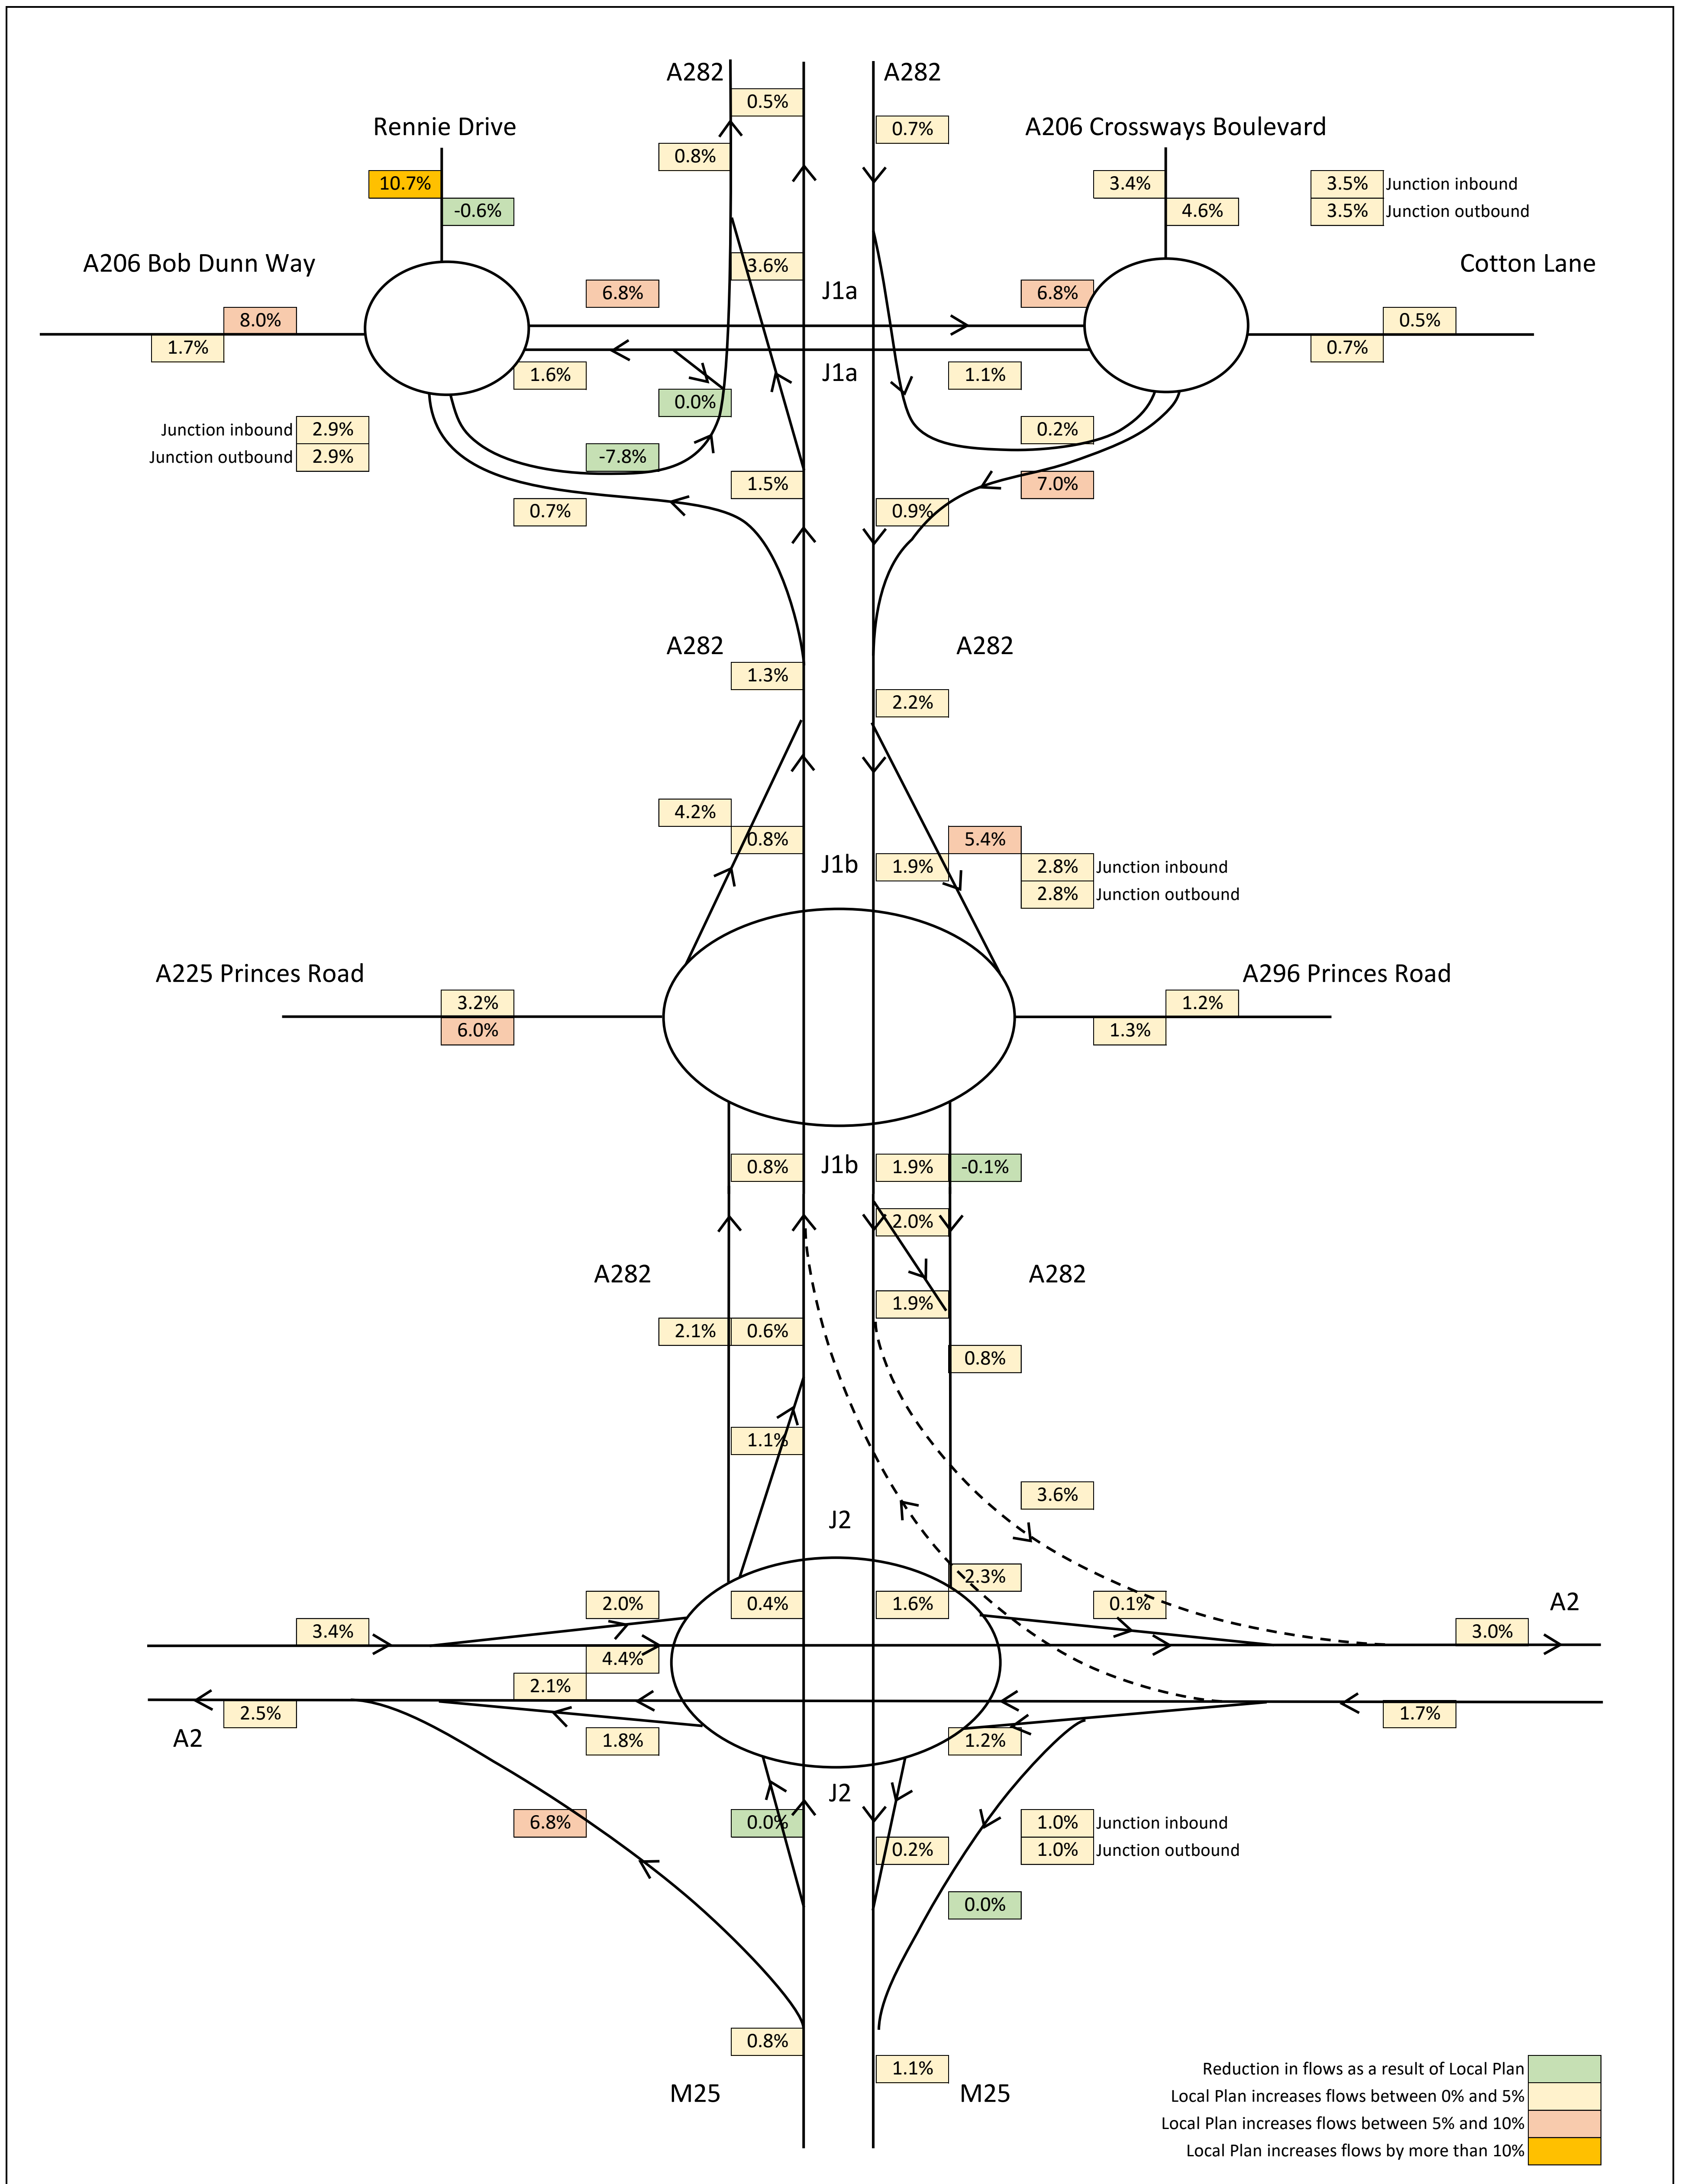 A282
A282
0.5%
0.7%
Rennie Drive
A206 Crossways Boulevard
0.8%
10.7%
3.4%
3.5% Junction inbound
-0.6%
4.6%
3.5% Junction outbound
A206 Bob Dunn Way
3.6%
Cotton Lane
6.8%
J1a
6.8%
8.0%
0.5%
1.7%
0.7%
1.6%
J1a
1.1%
0.0%
Junction inbound 2.9%
0.2%
Junction outbound 2.9%
-7.8%
1.5%
7.0%
0.7%
0.9%
A282
A282
1.3%
2.2%
4.2%
0.8%
5.4%
J1b
1.9%
2.8% Junction inbound
2.8% Junction outbound
A225 Princes Road
A296 Princes Road
3.2%
1.2%
6.0%
1.3%
0.8%
J1b
1.9%
-0.1%
2.0%
A282
A282
1.9%
2.1%
0.6%
0.8%
1.1%
3.6%
J2
2.3%
2.0%
0.4%
1.6%
0.1%
A2
3.4%
3.0%
4.4%
2.1%
2.5%
1.7%
A2
1.8%
1.2%
J2
6.8%
0.0%
1.0% Junction inbound
0.2%
1.0% Junction outbound
0.0%
0.8%
1.1%
M25
M25
Reduction in flows as a result of Local Plan
Local Plan increases flows between 0% and 5%
Local Plan increases flows between 5% and 10%
Local Plan increases flows by more than 10%